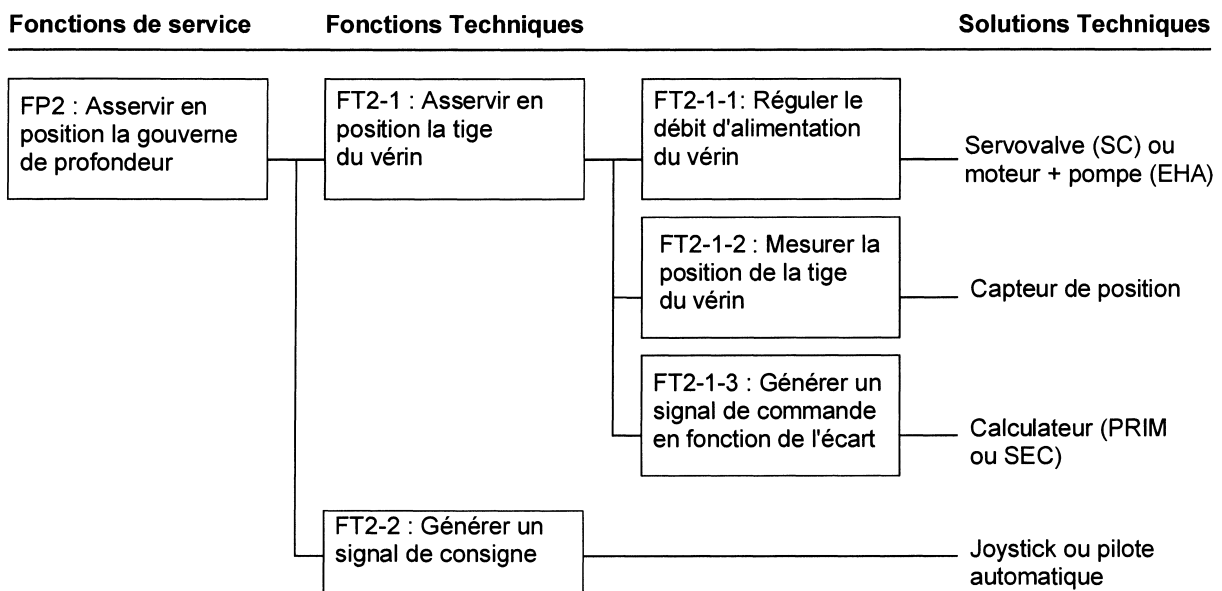 Fonctions de service Fonctions Techniques Solutions Techniques
FP2 : Asservir en
position la gouverne
de profondeur
FT2-1 : Asservir en
position la tige
du vérin
FT2-1-1: Réguler le
débit d'alimentation
du vérin
Servovalve (SC) ou
moteur + pompe (EHA)
FT2-1-2 : Mesurer la
position de la tige
du vérin
Capteur de position
FT2-1-3 : Générer un
signal de commande
en fonction de l'écart
Calculateur (PRIM
ou SEC)
FT2-2 : Générer un
signal de consigne
Joystick ou pilote
automatique